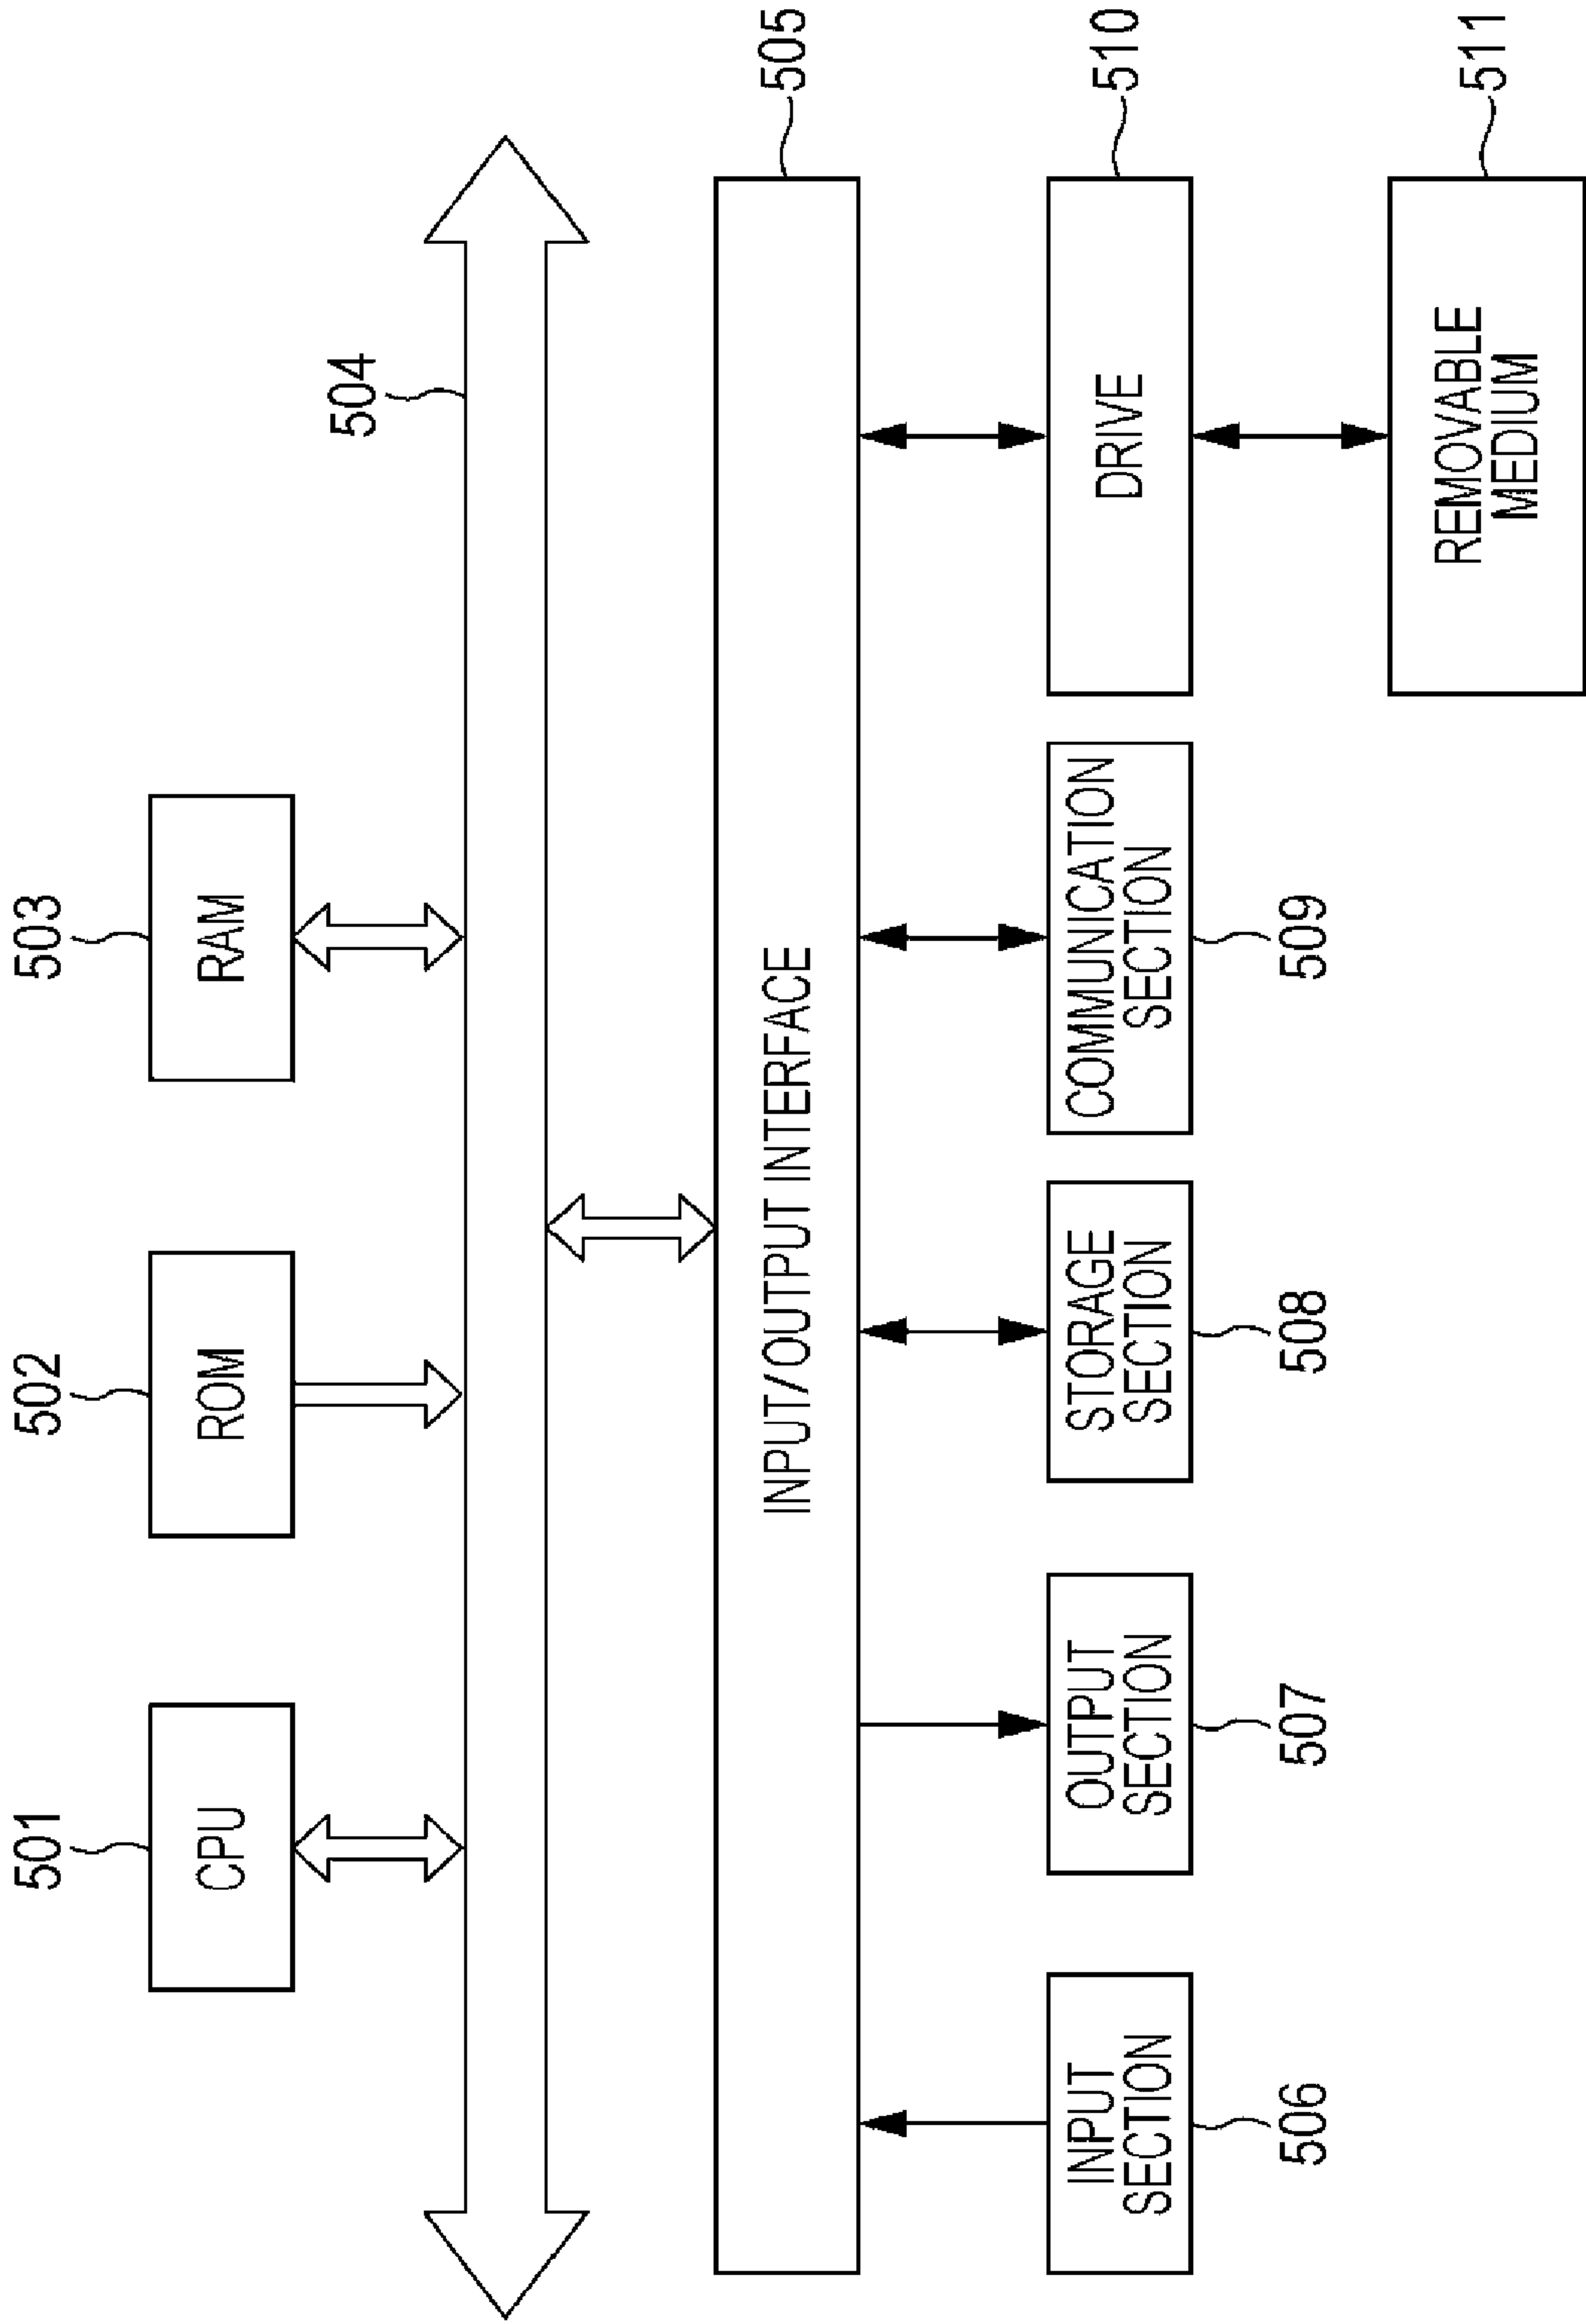 501
502
503
CPU
ROM
RAM
504
505
INPUT/OUTPUT INTERFACE
INPUT
SECTION
OUTPUT
SECTION
STORAGE
SECTION
COMMUNICATION
SECTION
DRIVE
510
506
507
508
509
REMOVABLE
MEDIUM
511